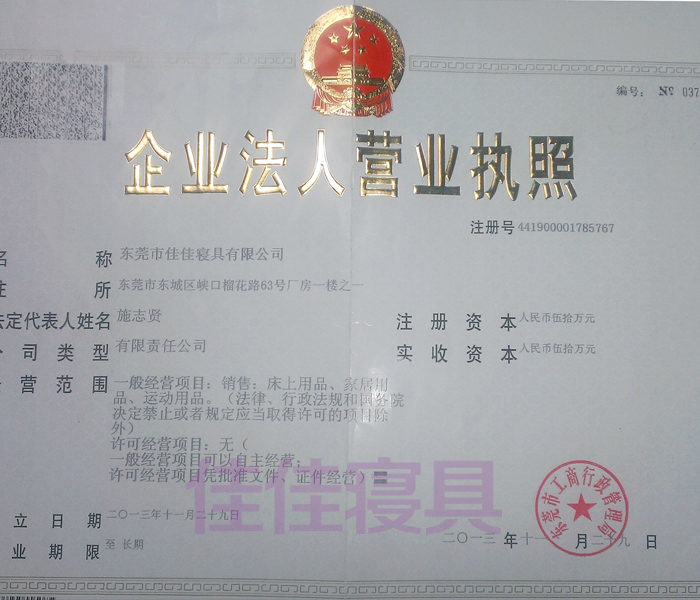 编号： № 037
企业法人营业执照
注册号 441900001785767
名 称 东莞市佳佳寝具有限公司
住 所 东莞市东城区峡口榴花路63号厂房一楼之一
法定代表人姓名 施志贤
注 册 资 本 人民币伍拾万元
公 司 类 型 有限责任公司
实 收 资 本 人民币伍拾万元
营 范 围 一般经营项目：销售：床上用品、家居用
品、运动用品。（法律、行政法规和国务院
决定禁止或者规定应当取得许可的项目除
外）
许可经营项目：无（
一般经营项目可以自主经营；
许可经营项目凭批准文件、证件经营）〓
佳佳寝具
东莞市工商行政管理局
立 日 期 二〇一三年十一月二十九日
二〇一三 年 十一 月 二十九 日
业 期 限 至 长期